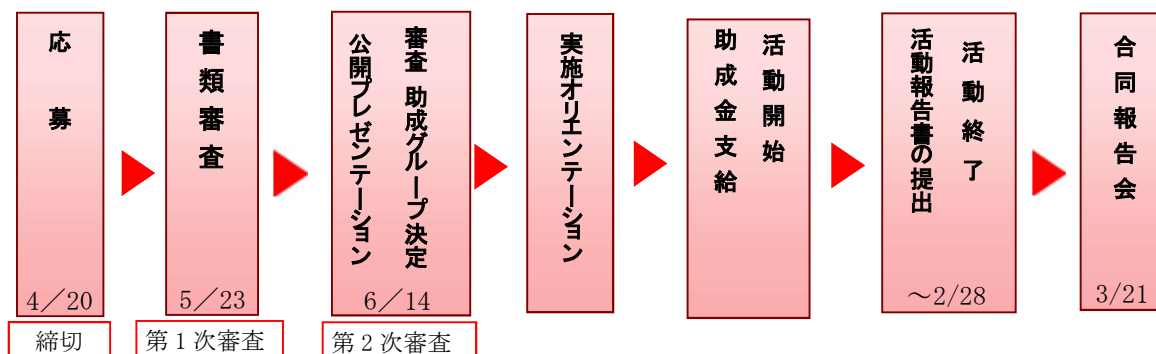 応募
4／20
締切
書類審査
5／23
第1次審査
審査 助成グループ決定
公開プレゼンテーション
6／14
第2次審査
実施オリエンテーション
活動開始
助成金支給
活動終了
活動報告書の提出
～2/28
合同報告会
3/21